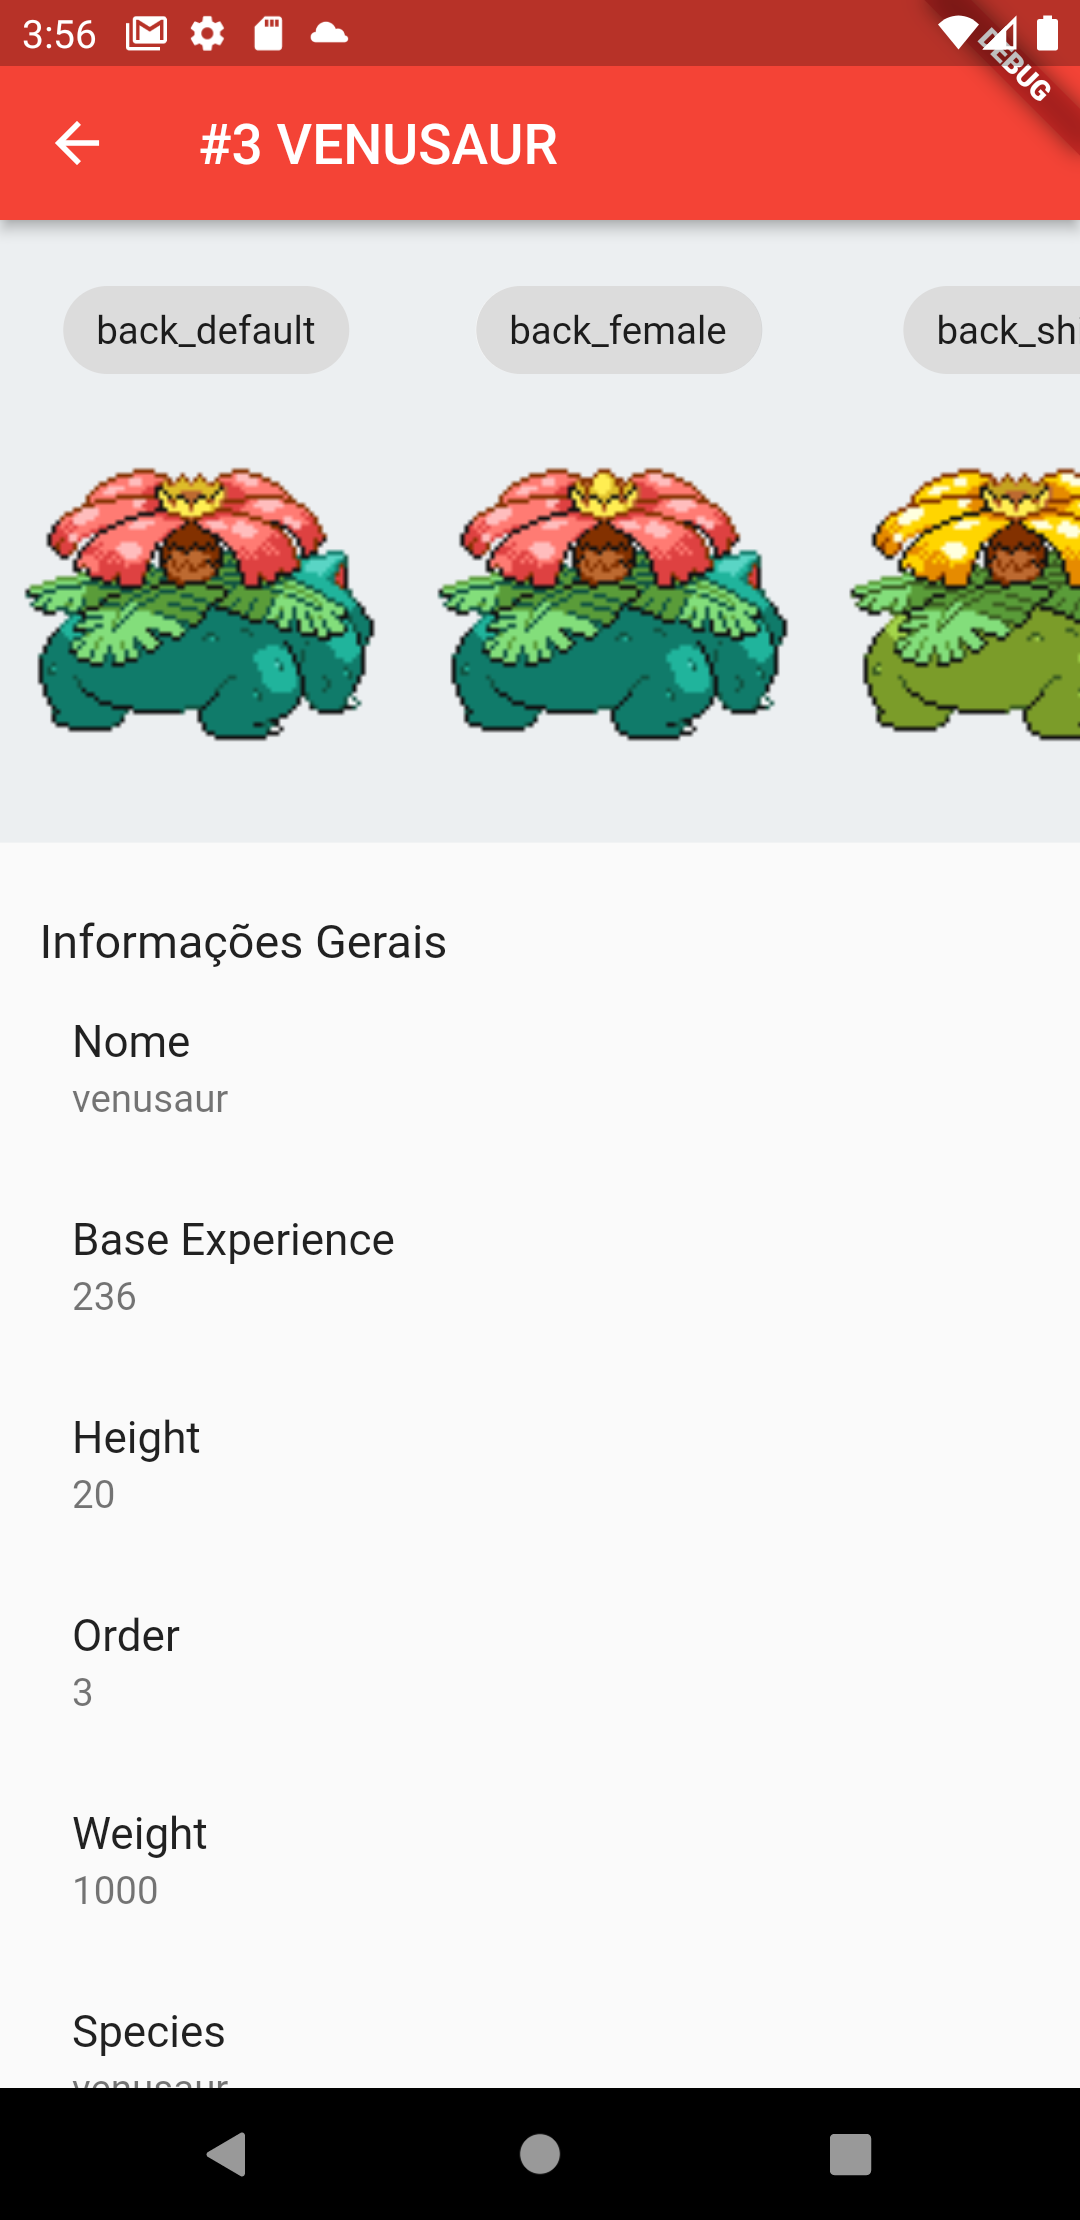 3:56
DEBUG
#3 VENUSAUR
back_default back_female back_sh
Informações Gerais
Nome
venusaur
Base Experience
236
Height
20
Order
3
Weight
1000
Species
venusaur